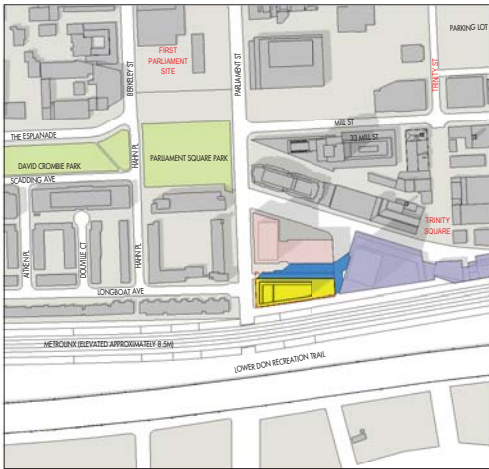 PARKING LOT
BERKELEY ST
FIRST
PARLIAMENT
SITE
PARLIAMENT ST
TRINITY ST
MILL ST
THE ESPLANADE
33 MILL ST
DAVID CROMBIE PARK
HAHN PL
PARLIAMENT SQUARE PARK
SCADDING AVE
TRINITY
SQUARE
AITKEN PL
DOUVILLE CT
HAHN PL
LONGBOAT AVE
METROLINX (ELEVATED APPROXIMATELY 8.5M)
LOWER DON RECREATION TRAIL